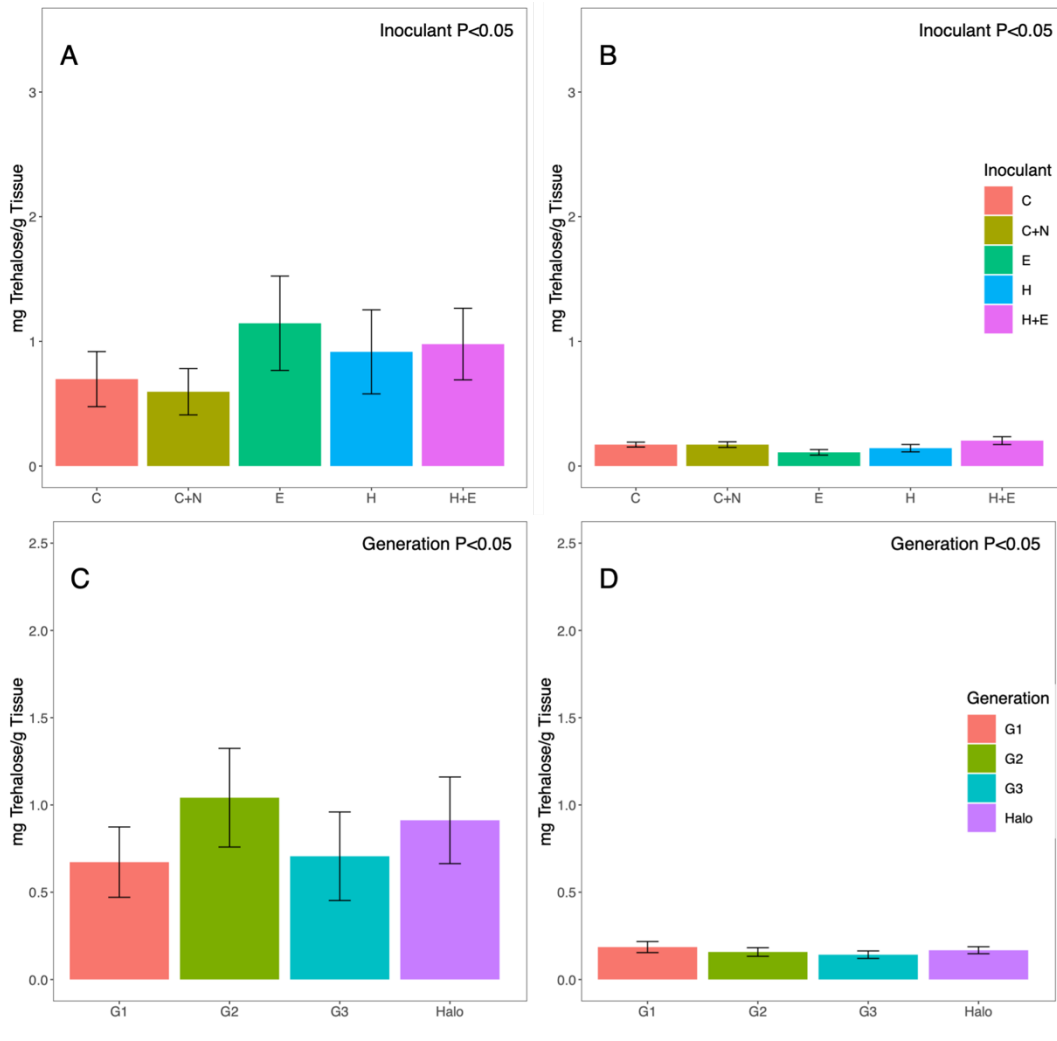 Inoculant P<0.05
A
mg Trehalose/g Tissue
3
2
1
0
C C+N E H H+E
Inoculant P<0.05
B
mg Trehalose/g Tissue
3
2
1
0
Inoculant
C
C+N
E
H
H+E
C C+N E H H+E
Generation P<0.05
C
mg Trehalose/g Tissue
2.5
2.0
1.5
1.0
0.5
0.0
G1 G2 G3 Halo
Generation P<0.05
D
mg Trehalose/g Tissue
2.5
2.0
1.5
1.0
0.5
0.0
Generation
G1
G2
G3
Halo
G1 G2 G3 Halo